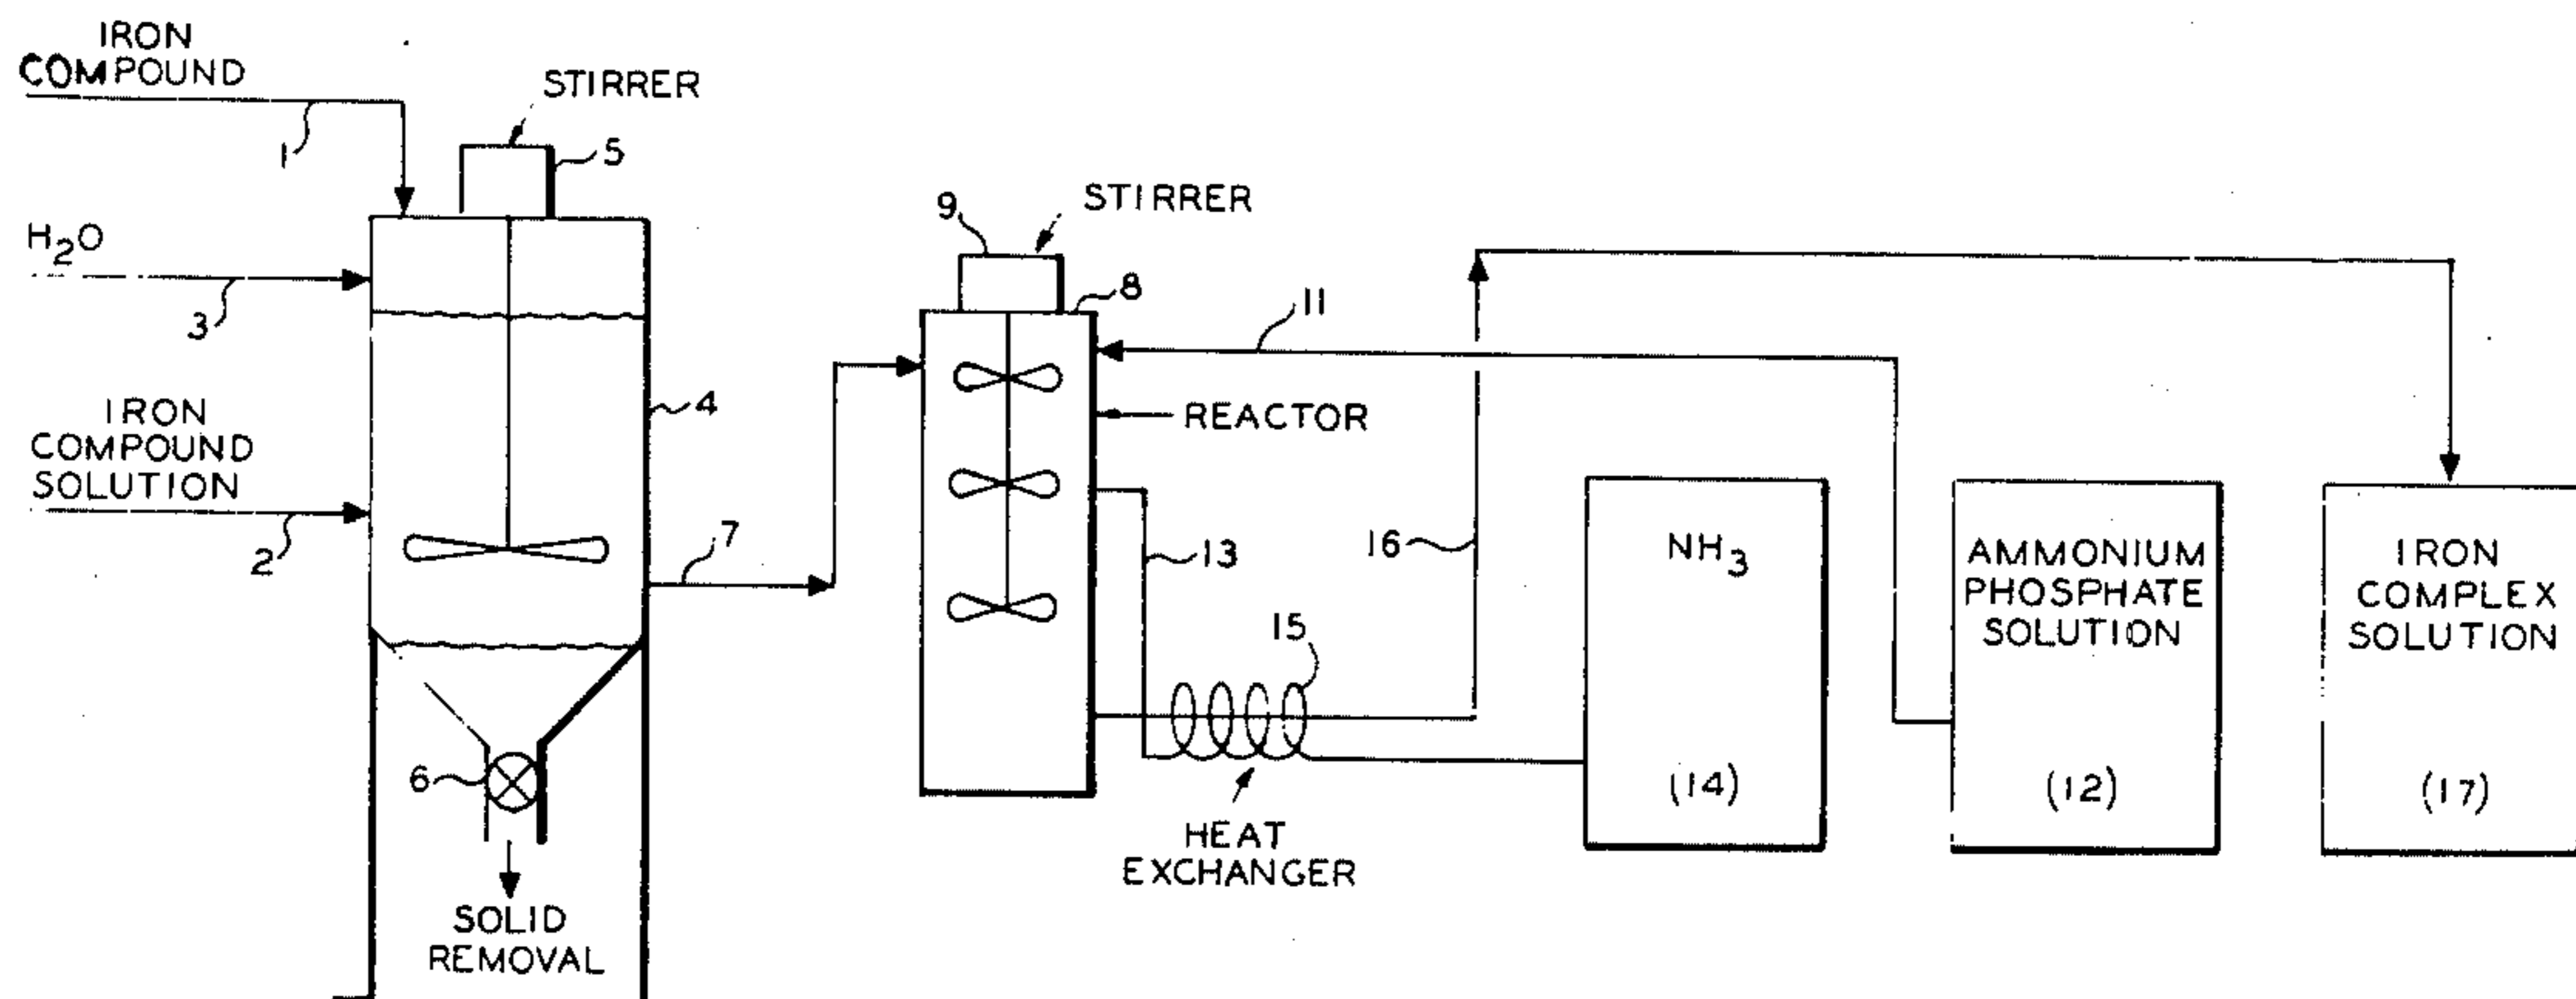 IRON
COMPOUND
1
STIRRER
5
H2O
3
IRON
COMPOUND
SOLUTION
2
4
7
6
SOLID
REMOVAL
9
STIRRER
8
11
REACTOR
13
16
15
HEAT
EXCHANGER
NH3
(14)
AMMONIUM
PHOSPHATE
SOLUTION
(12)
IRON
COMPLEX
SOLUTION
(17)